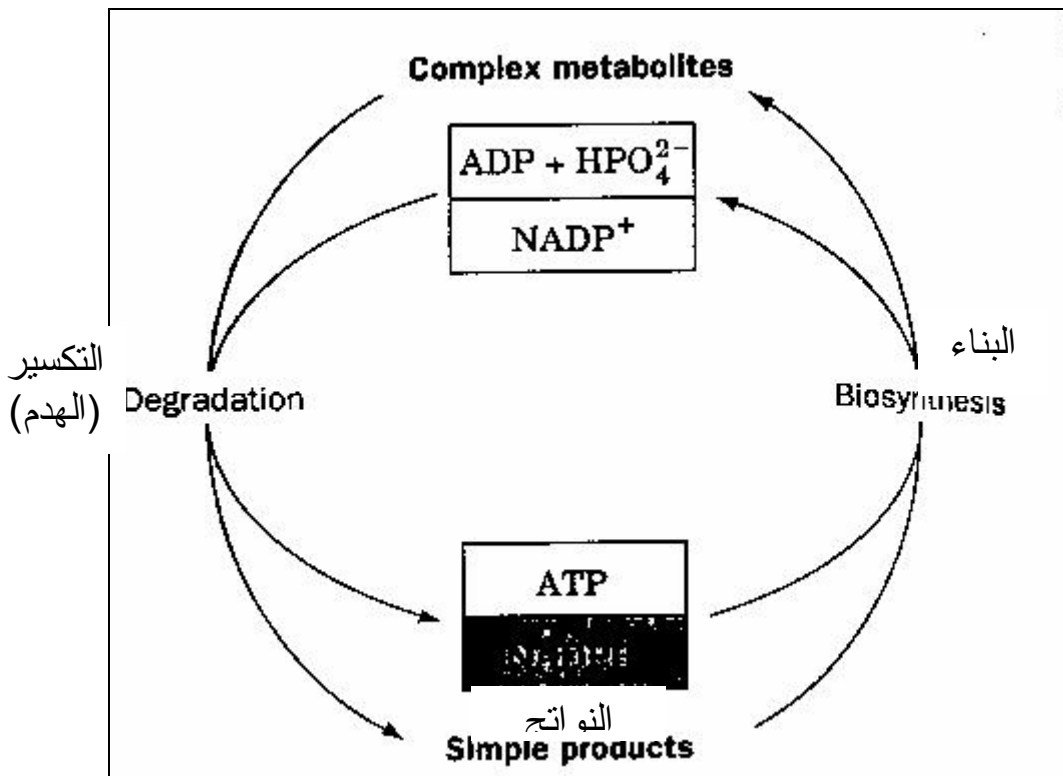 Complex metabolites
ADP + HPO₄²⁻
NADP⁺
التكسير
(الهدم)
Degradation
البناء
Biosynthesis
ATP
النواتج
Simple products